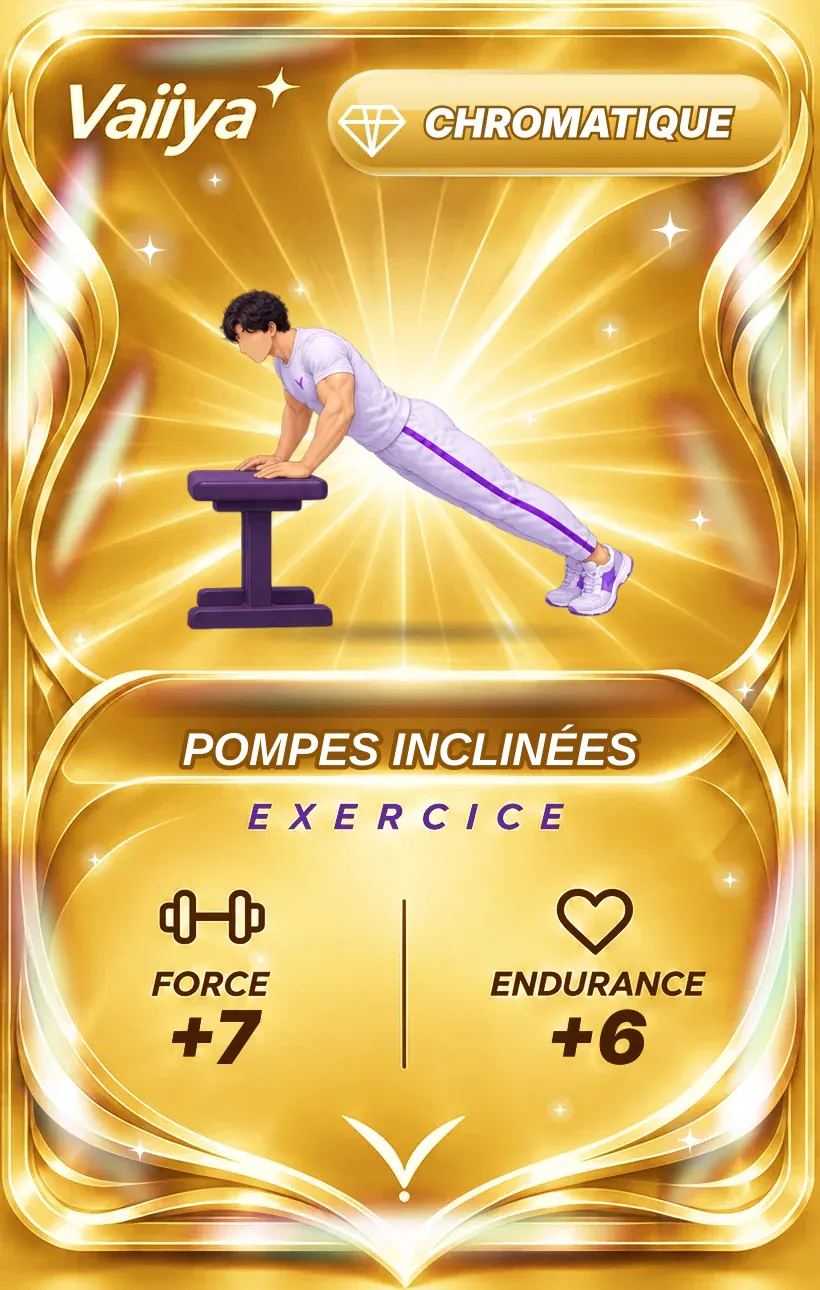 Vaiiya
CHROMATIQUE
POMPES INCLINÉES
EXERCICE
FORCE
+7
ENDURANCE
+6